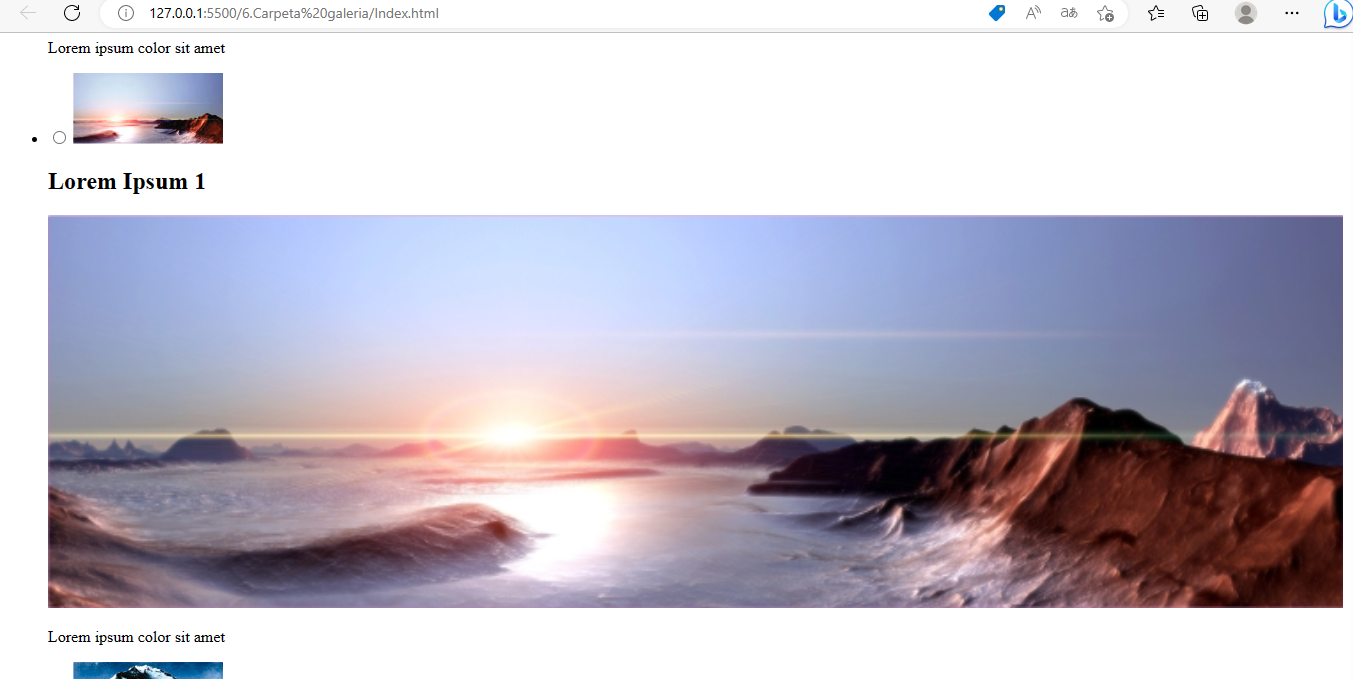 127.0.0.1:5500/6.Carpeta%20galeria/Index.html
Lorem ipsum color sit amet
Lorem Ipsum 1
Lorem ipsum color sit amet